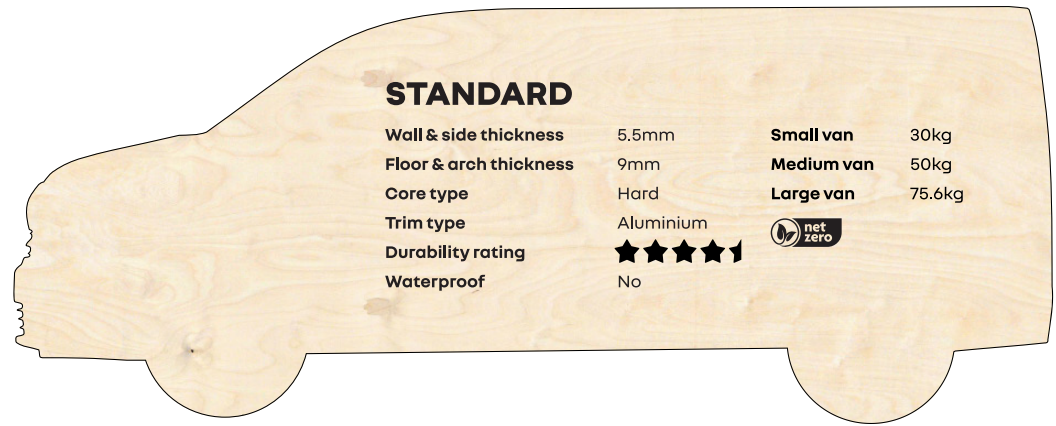 STANDARD
Wall & side thickness 5.5mm
Floor & arch thickness 9mm
Core type Hard
Trim type Aluminium
Durability rating
Waterproof No
Small van 30kg
Medium van 50kg
Large van 75.6kg
net
zero